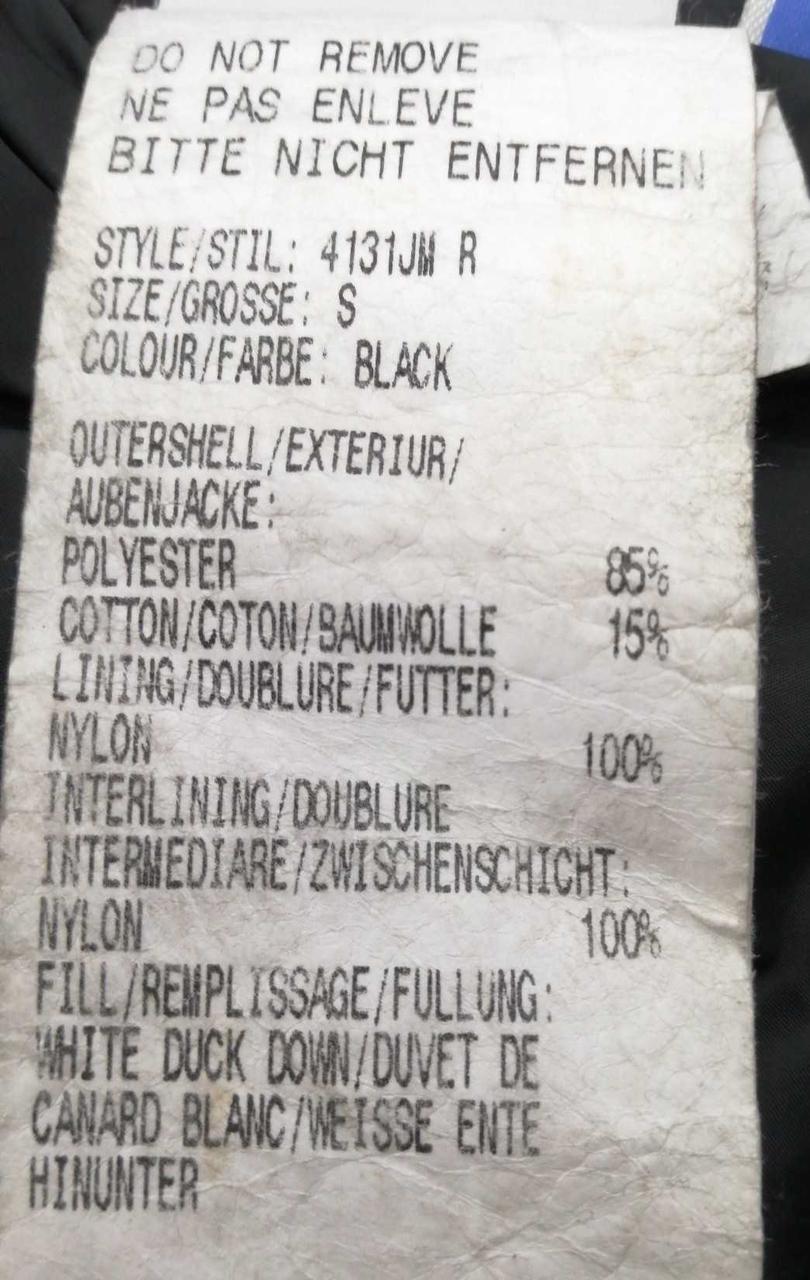 DO NOT REMOVE
NE PAS ENLEVE
BITTE NICHT ENTFERNEN
STYLE/STIL: 4131JM R
SIZE/GROSSE: S
COLOUR/FARBE: BLACK
OUTERSHELL/EXTERIUR/
AUBENJACKE:
POLYESTER 85%
COTTON/COTON/BAUMWOLLE 15%
LINING/DOUBLURE/FUTTER:
NYLON 100%
INTERLINING/DOUBLURE
INTERMEDIARE/ZWISCHENSCHICHT:
NYLON 100%
FILL/REMPLISSAGE/FULLUNG:
WHITE DUCK DOWN/DUVET DE
CANARD BLANC/WEISSE ENTE
HINUNTER